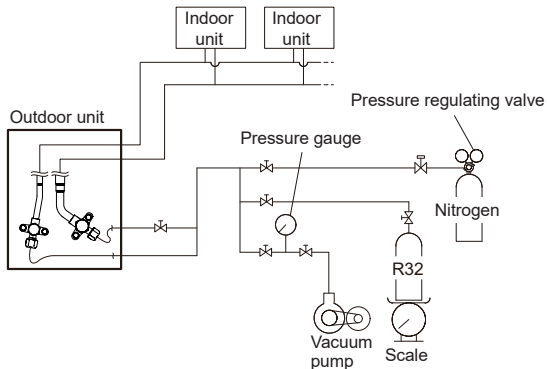 Indoor
unit
Indoor
unit
Outdoor unit
Pressure gauge
Pressure regulating valve
Nitrogen
R32
Vacuum
pump
Scale